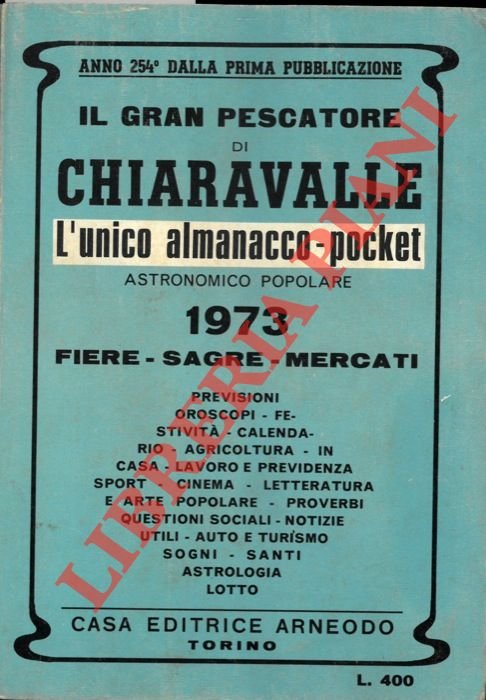 ANNO 254° DALLA PRIMA PUBBLICAZIONE
IL GRAN PESCATORE
DI
CHIARAVALLE
L'unico almanacco-pocket
ASTRONOMICO POPOLARE
1973
FIERE - SAGRE - MERCATI
PREVISIONI
OROSCOPI - FE-
STIVITÀ - CALENDA-
RIO - AGRICOLTURA - IN
CASA - LAVORO E PREVIDENZA
SPORT - CINEMA - LETTERATURA
E ARTE POPOLARE - PROVERBI
QUESTIONI SOCIALI - NOTIZIE
UTILI - AUTO E TURISMO
SOGNI - SANTI
ASTROLOGIA
LOTTO
CASA EDITRICE ARNEODO
TORINO
L. 400
LIBRERIA PIANI